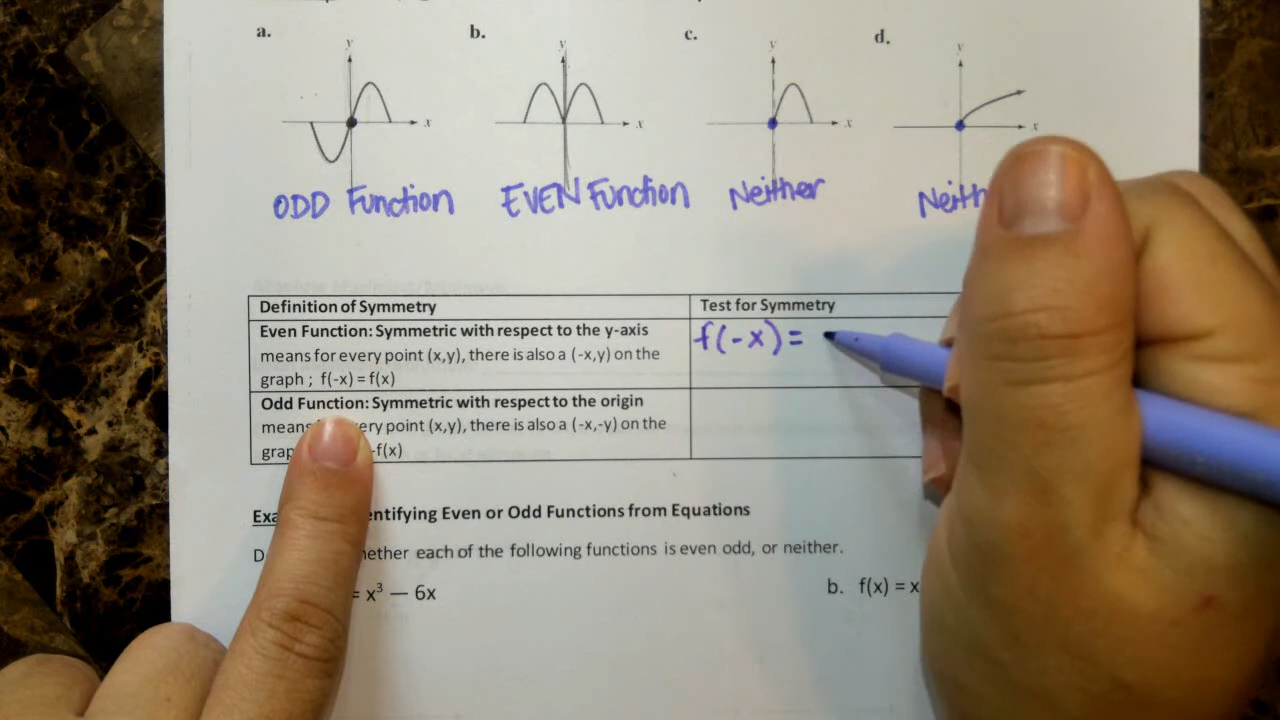 a. b. c. d.
y y y y
x x x x
ODD Function EVEN Function Neither
Definition of Symmetry Test for Symmetry
Even Function: Symmetric with respect to the y-axis
f(-x) =
means for every point (x,y), there is also a (-x,y) on the
graph ; f(-x) = f(x)
Odd Function: Symmetric with respect to the origin
means ery point (x,y), there is also a (-x,-y) on the
grap -f(x)
Exa entifying Even or Odd Functions from Equations
D hether each of the following functions is even odd, or neither.
= x³ — 6x b. f(x) = x